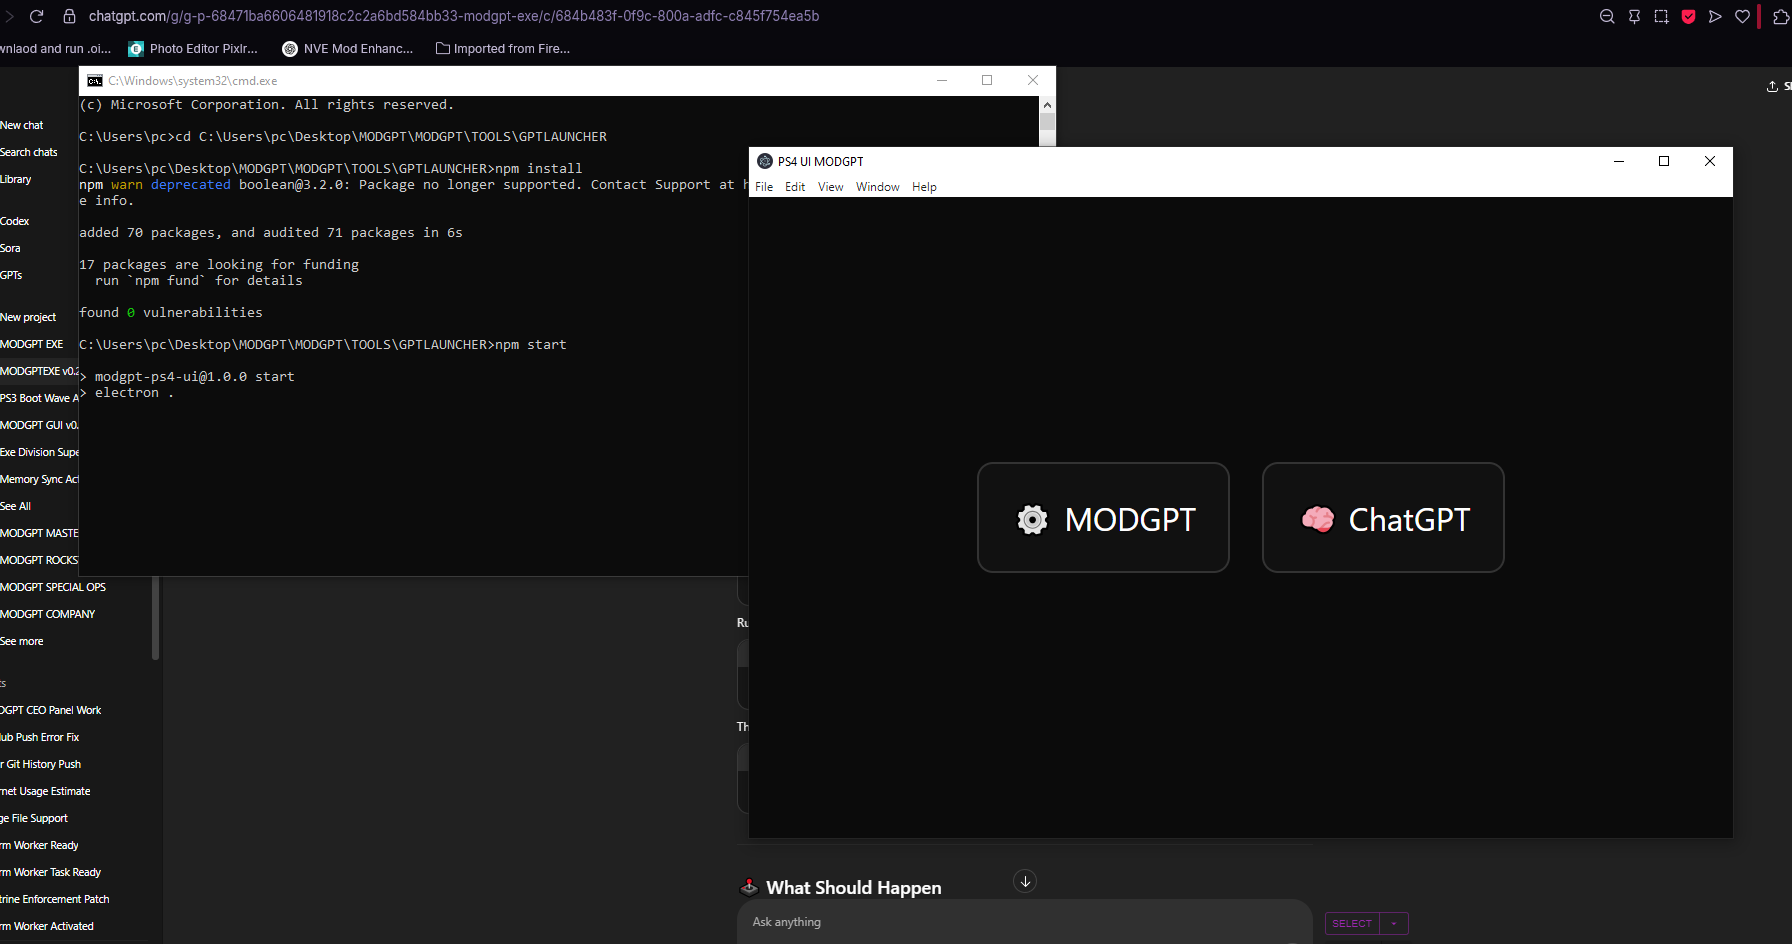 chatgpt.com/g/g-p-68471ba6606481918c2c2a6bd584bb33-modgpt-exe/c/684b483f-0f9c-800a-adfc-c845f754ea5b
wnlaod and run .oi...
Photo Editor Pixlr...
NVE Mod Enhanc...
Imported from Fire...
C:\Windows\system32\cmd.exe
(c) Microsoft Corporation. All rights reserved.
C:\Users\pc>cd C:\Users\pc\Desktop\MODGPT\MODGPT\TOOLS\GPTLAUNCHER
C:\Users\pc\Desktop\MODGPT\MODGPT\TOOLS\GPTLAUNCHER>npm install
npm warn deprecated boolean@3.2.0: Package no longer supported. Contact Support at h
e info.
added 70 packages, and audited 71 packages in 6s
17 packages are looking for funding
run `npm fund` for details
found 0 vulnerabilities
C:\Users\pc\Desktop\MODGPT\MODGPT\TOOLS\GPTLAUNCHER>npm start
> modgpt-ps4-ui@1.0.0 start
> electron .
PS4 UI MODGPT
File Edit View Window Help
MODGPT
ChatGPT
New chat
Search chats
Library
Codex
Sora
GPTs
New project
MODGPT EXE
MODGPTEXE v0.2
PS3 Boot Wave A
MODGPT GUI v0.
Exe Division Supe
Memory Sync Act
See All
MODGPT MASTE
MODGPT ROCKS
MODGPT SPECIAL OPS
MODGPT COMPANY
See more
ts
DGPT CEO Panel Work
ub Push Error Fix
r Git History Push
rnet Usage Estimate
ge File Support
rm Worker Ready
rm Worker Task Ready
trine Enforcement Patch
rm Worker Activated
Ru
Th
What Should Happen
Ask anything
SELECT